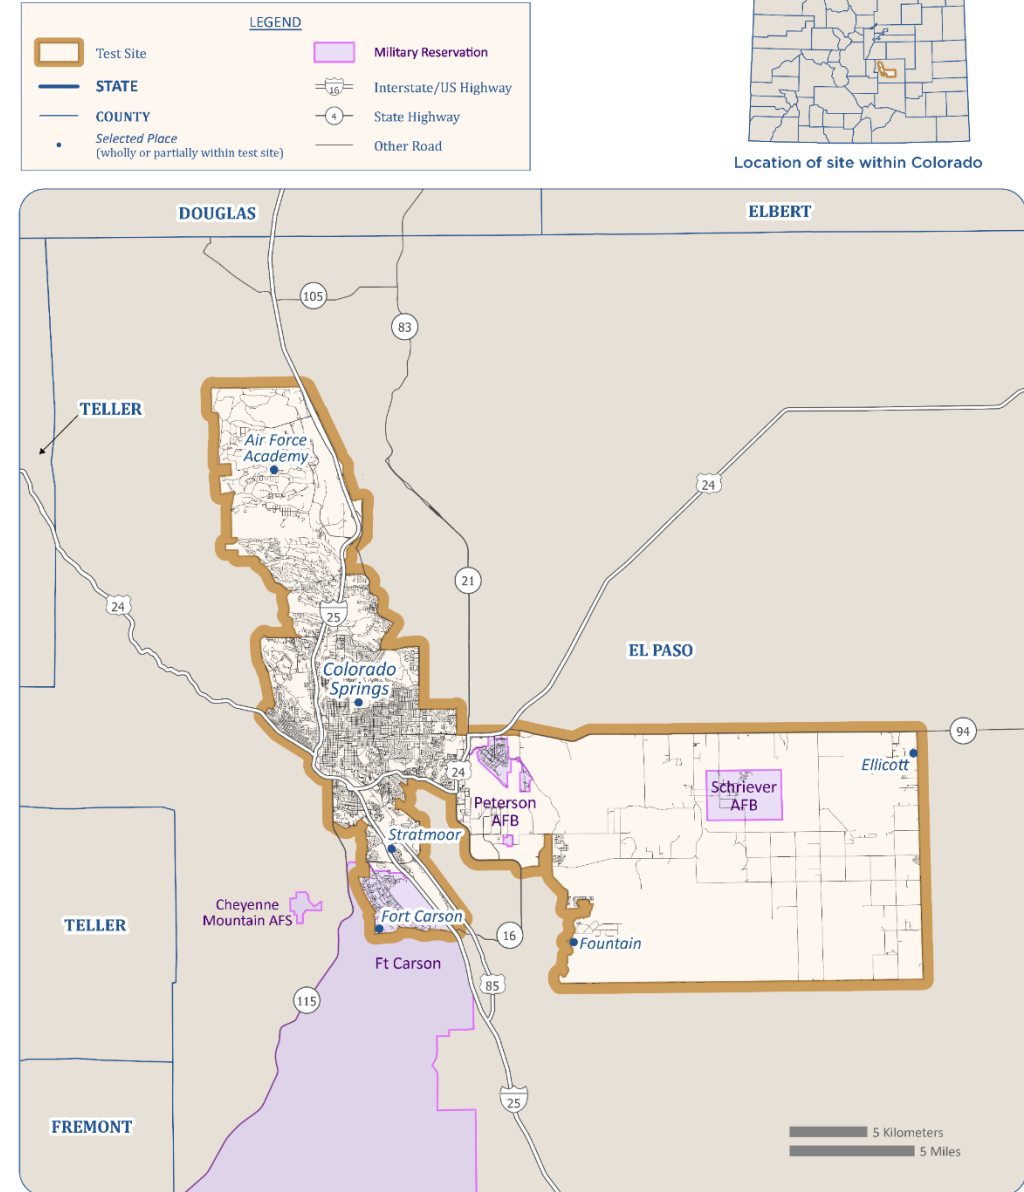 LEGEND
Test Site
STATE
COUNTY
Selected Place
(wholly or partially within test site)
Military Reservation
16
Interstate/US Highway
4
State Highway
Other Road
Location of site within Colorado
DOUGLAS
ELBERT
105
83
TELLER
Air Force
Academy
24
21
24
25
EL PASO
Colorado
Springs
94
Ellicott
24
Schriever
AFB
Peterson
AFB
Stratmoor
Cheyenne
Mountain AFS
Fort Carson
TELLER
16
Fountain
Ft Carson
85
115
25
FREMONT
5 Kilometers
5 Miles